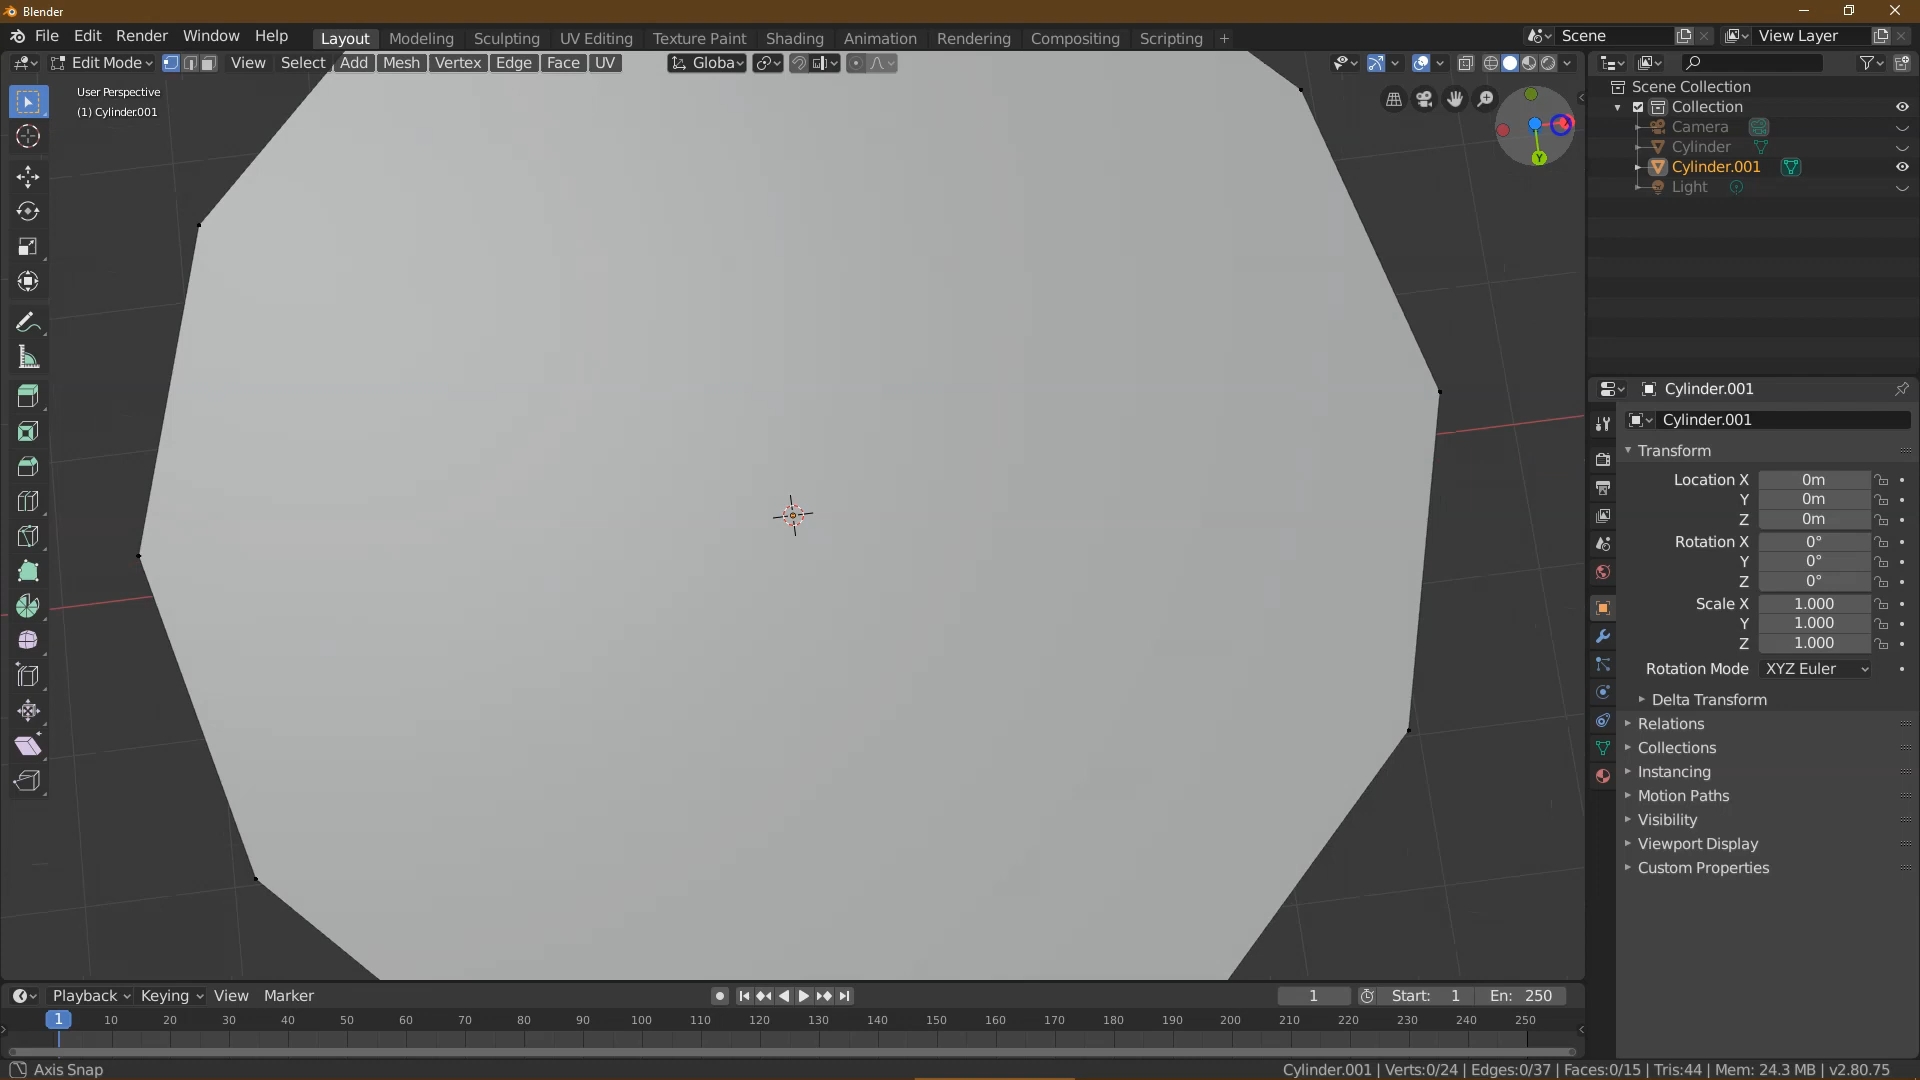 Blender
File Edit Render Window Help Layout Modeling Sculpting UV Editing Texture Paint Shading Animation Rendering Compositing Scripting + Scene View Layer
Edit Mode View Select Add Mesh Vertex Edge Face UV Globa
User Perspective
(1) Cylinder.001
Y
Scene Collection
Collection
Camera
Cylinder
Cylinder.001
Light
Cylinder.001
Cylinder.001
Transform
Location X 0m
Y 0m
Z 0m
Rotation X 0°
Y 0°
Z 0°
Scale X 1.000
Y 1.000
Z 1.000
Rotation Mode XYZ Euler
Delta Transform
Relations
Collections
Instancing
Motion Paths
Visibility
Viewport Display
Custom Properties
Playback Keying View Marker 1 Start: 1 En: 250
1 10 20 30 40 50 60 70 80 90 100 110 120 130 140 150 160 170 180 190 200 210 220 230 240 250
Axis Snap Cylinder.001 | Verts:0/24 | Edges:0/37 | Faces:0/15 | Tris:44 | Mem: 24.3 MB | v2.80.75